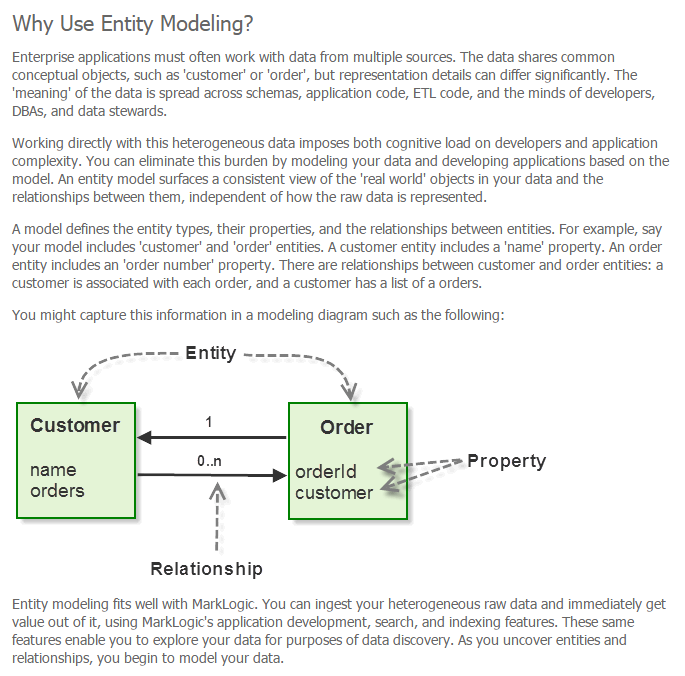 Why Use Entity Modeling?
Enterprise applications must often work with data from multiple sources. The data shares common
conceptual objects, such as 'customer' or 'order', but representation details can differ significantly. The
'meaning' of the data is spread across schemas, application code, ETL code, and the minds of developers,
DBAs, and data stewards.
Working directly with this heterogeneous data imposes both cognitive load on developers and application
complexity. You can eliminate this burden by modeling your data and developing applications based on the
model. An entity model surfaces a consistent view of the 'real world' objects in your data and the
relationships between them, independent of how the raw data is represented.
A model defines the entity types, their properties, and the relationships between entities. For example, say
your model includes 'customer' and 'order' entities. A customer entity includes a 'name' property. An order
entity includes an 'order number' property. There are relationships between customer and order entities: a
customer is associated with each order, and a customer has a list of a orders.
You might capture this information in a modeling diagram such as the following:
Entity
Customer
name
orders
1
0..n
Order
orderId
customer
Property
Relationship
Entity modeling fits well with MarkLogic. You can ingest your heterogeneous raw data and immediately get
value out of it, using MarkLogic's application development, search, and indexing features. These same
features enable you to explore your data for purposes of data discovery. As you uncover entities and
relationships, you begin to model your data.